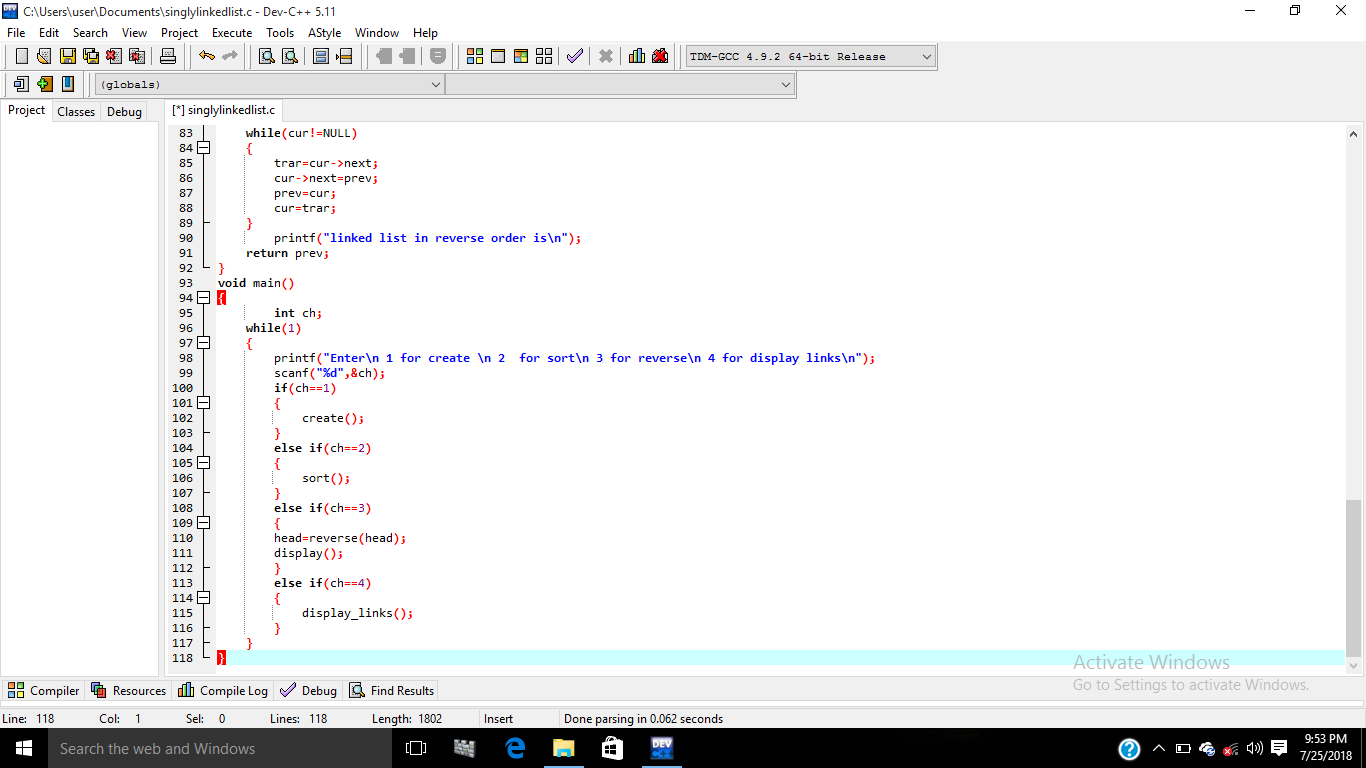 C:\Users\user\Documents\singlylinkedlist.c - Dev-C++ 5.11
File Edit Search View Project Execute Tools AStyle Window Help
TDM-GCC 4.9.2 64-bit Release
(globals)
Project Classes Debug
[*] singlylinkedlist.c
83 while(cur!=NULL)
84 {
85 trar=cur->next;
86 cur->next=prev;
87 prev=cur;
88 cur=trar;
89 }
90 printf("linked list in reverse order is\n");
91 return prev;
92 }
93 void main()
94 {
95 int ch;
96 while(1)
97 {
98 printf("Enter\n 1 for create \n 2  for sort\n 3 for reverse\n 4 for display links\n");
99 scanf("%d",&ch);
100 if(ch==1)
101 {
102 create();
103 }
104 else if(ch==2)
105 {
106 sort();
107 }
108 else if(ch==3)
109 {
110 head=reverse(head);
111 display();
112 }
113 else if(ch==4)
114 {
115 display_links();
116 }
117 }
118 }
Activate Windows
Go to Settings to activate Windows.
Compiler Resources Compile Log Debug Find Results
Line: 118 Col: 1 Sel: 0 Lines: 118 Length: 1802 Insert Done parsing in 0.062 seconds
Search the web and Windows
DEV
9:53 PM
7/25/2018